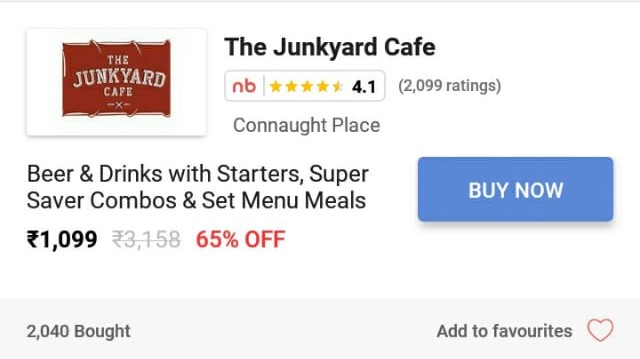 THE
JUNKYARD
CAFE
The Junkyard Cafe
nb 4.1 (2,099 ratings)
Connaught Place
Beer & Drinks with Starters, Super
Saver Combos & Set Menu Meals
BUY NOW
₹1,099 ₹3,158 65% OFF
2,040 Bought
Add to favourites